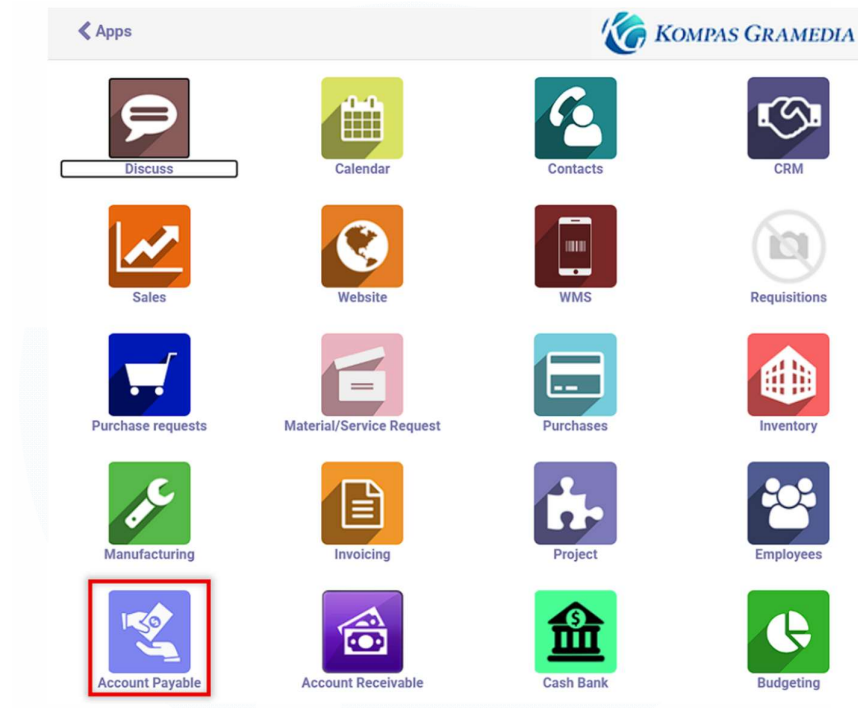 Apps
KOMPAS GRAMEDIA
Discuss
Calendar
Contacts
CRM
Sales
Website
WMS
Requisitions
Purchase requests
Material/Service Request
Purchases
Inventory
Manufacturing
Invoicing
Project
Employees
Account Payable
Account Receivable
Cash Bank
Budgeting